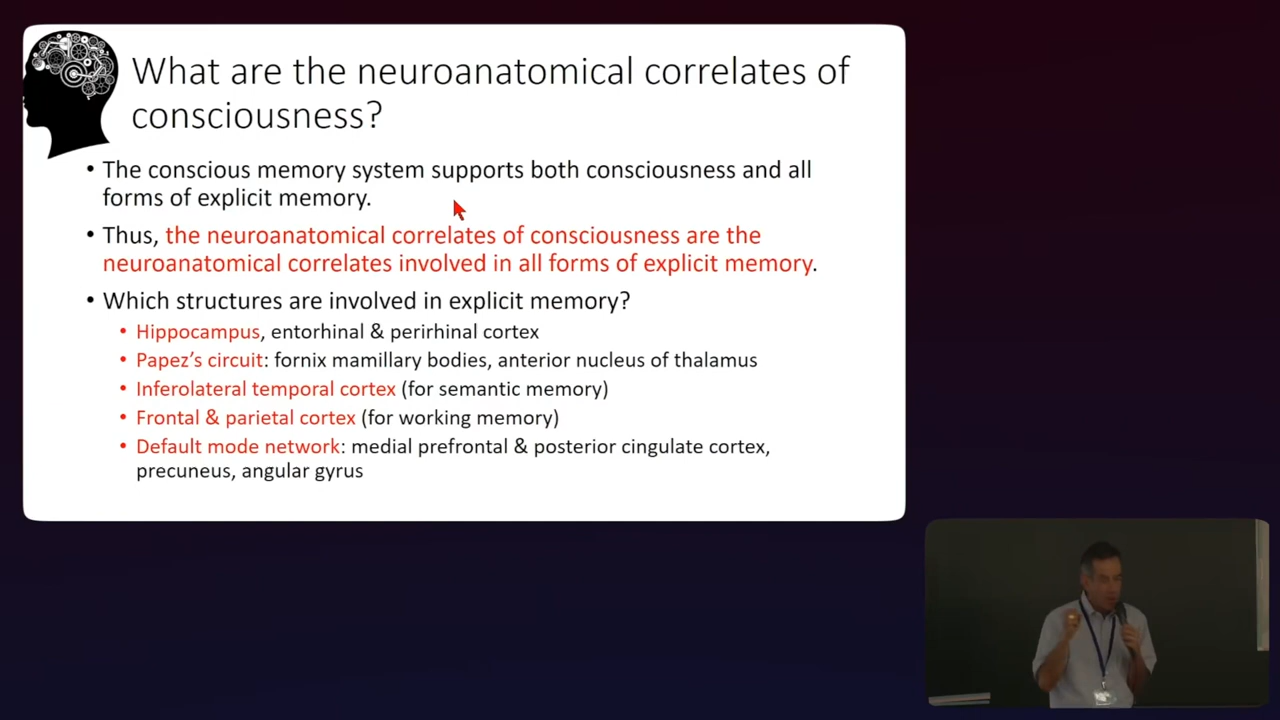 What are the neuroanatomical correlates of
consciousness?
• The conscious memory system supports both consciousness and all
forms of explicit memory.
• Thus, the neuroanatomical correlates of consciousness are the
neuroanatomical correlates involved in all forms of explicit memory.
• Which structures are involved in explicit memory?
• Hippocampus, entorhinal & perirhinal cortex
• Papez’s circuit: fornix mamillary bodies, anterior nucleus of thalamus
• Inferolateral temporal cortex (for semantic memory)
• Frontal & parietal cortex (for working memory)
• Default mode network: medial prefrontal & posterior cingulate cortex,
precuneus, angular gyrus